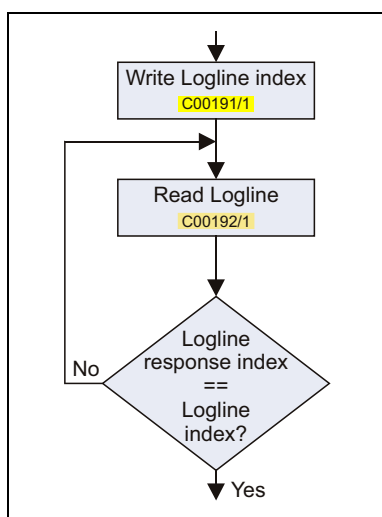 Write Logline index
C00191/1
Read Logline
C00192/1
Logline
response index
==
Logline
index?
No
Yes